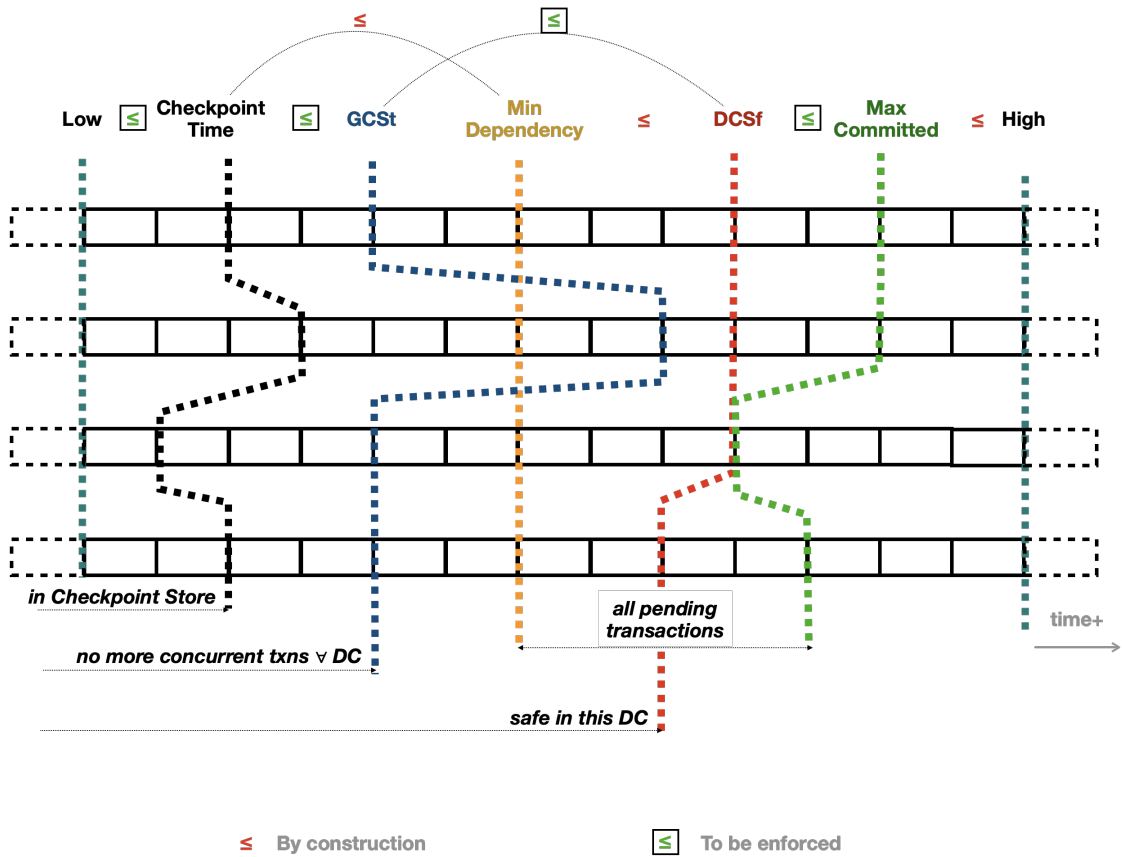 ≤
≤
Low
≤
Checkpoint
Time
≤
GCSt
Min
Dependency
≤
DCSf
≤
Max
Committed
≤
High
in Checkpoint Store
all pending
transactions
time+
no more concurrent txns ∀ DC
safe in this DC
≤ By construction
≤ To be enforced